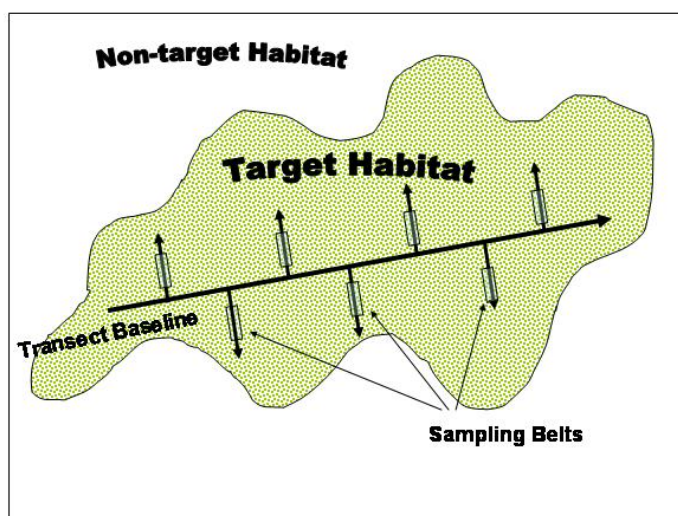 Non-target Habitat
Target Habitat
Transect Baseline
Sampling Belts